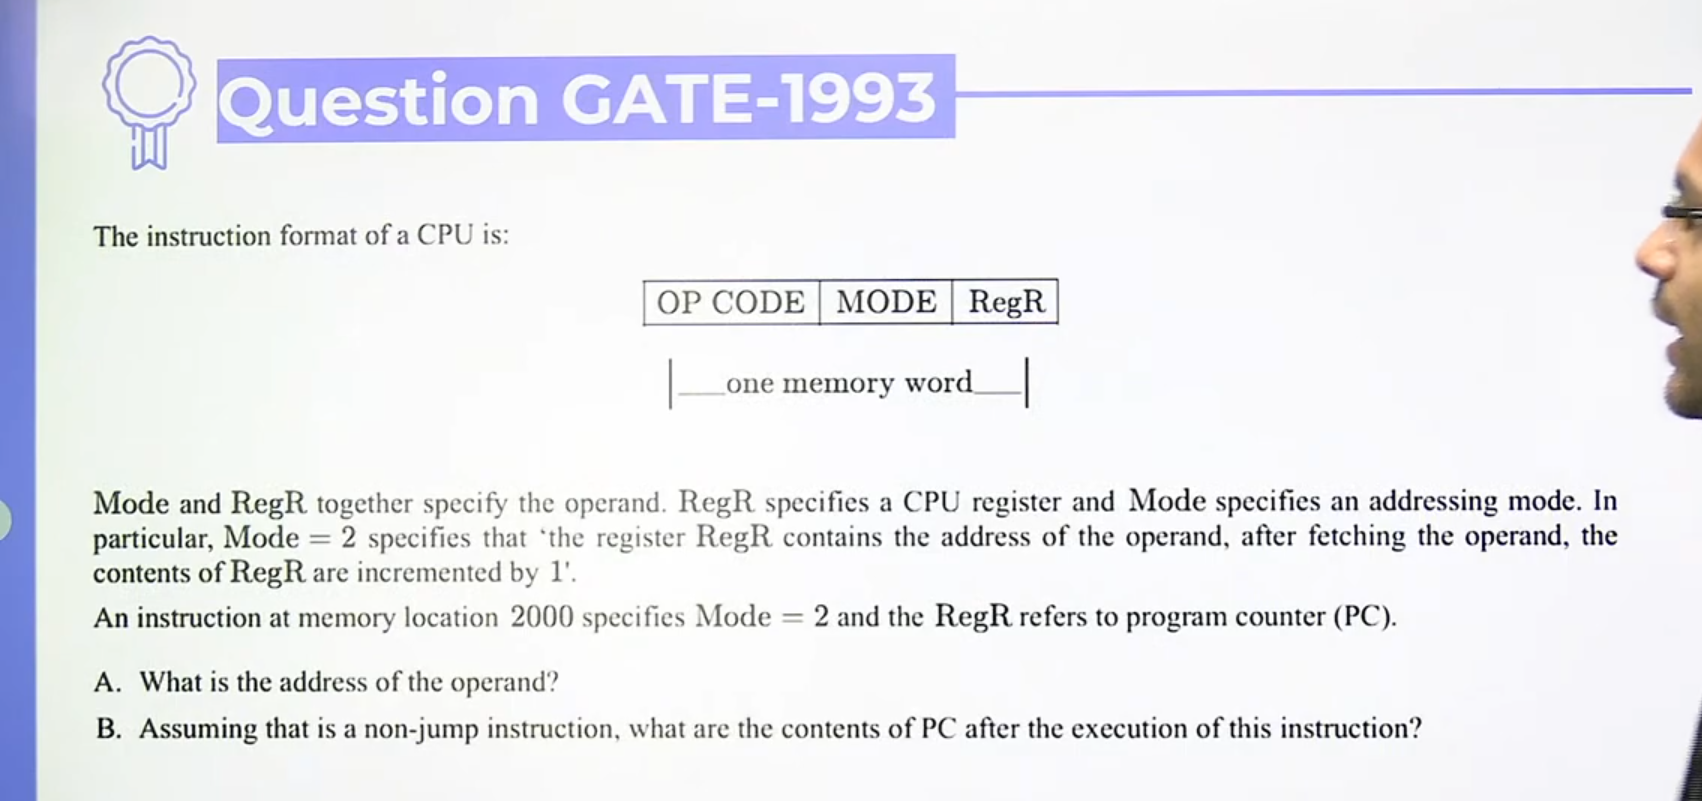 Question GATE-1993
The instruction format of a CPU is:
OP CODE MODE RegR
one memory word
Mode and RegR together specify the operand. RegR specifies a CPU register and Mode specifies an addressing mode. In
particular, Mode = 2 specifies that 'the register RegR contains the address of the operand, after fetching the operand, the
contents of RegR are incremented by 1'.
An instruction at memory location 2000 specifies Mode = 2 and the RegR refers to program counter (PC).
A. What is the address of the operand?
B. Assuming that is a non-jump instruction, what are the contents of PC after the execution of this instruction?